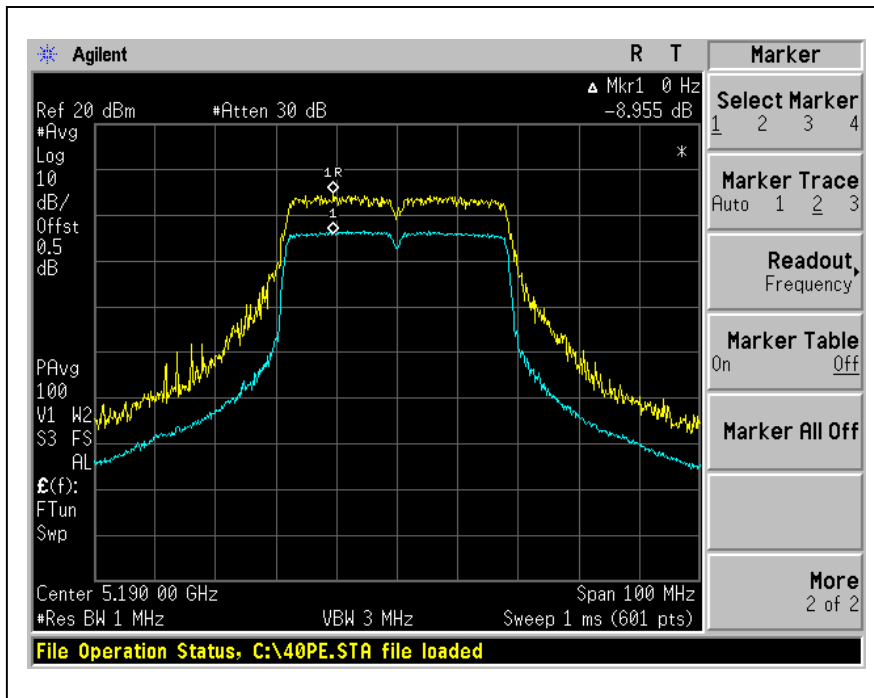 Agilent R T
Marker
▵ Mkr1 0 Hz
Ref 20 dBm #Atten 30 dB -8.955 dB
#Avg
Log
10
dB/
Offst
0.5
dB
*
1R
1
PAvg
100
V1 W2
S3 FS
AL
£(f):
FTun
Swp
Center 5.190 00 GHz Span 100 MHz
#Res BW 1 MHz VBW 3 MHz Sweep 1 ms (601 pts)
File Operation Status, C:\40PE.STA file loaded
Select Marker
1 2 3 4
Marker Trace
Auto 1 2 3
Readout
Frequency
Marker Table
On Off
Marker All Off
More
2 of 2